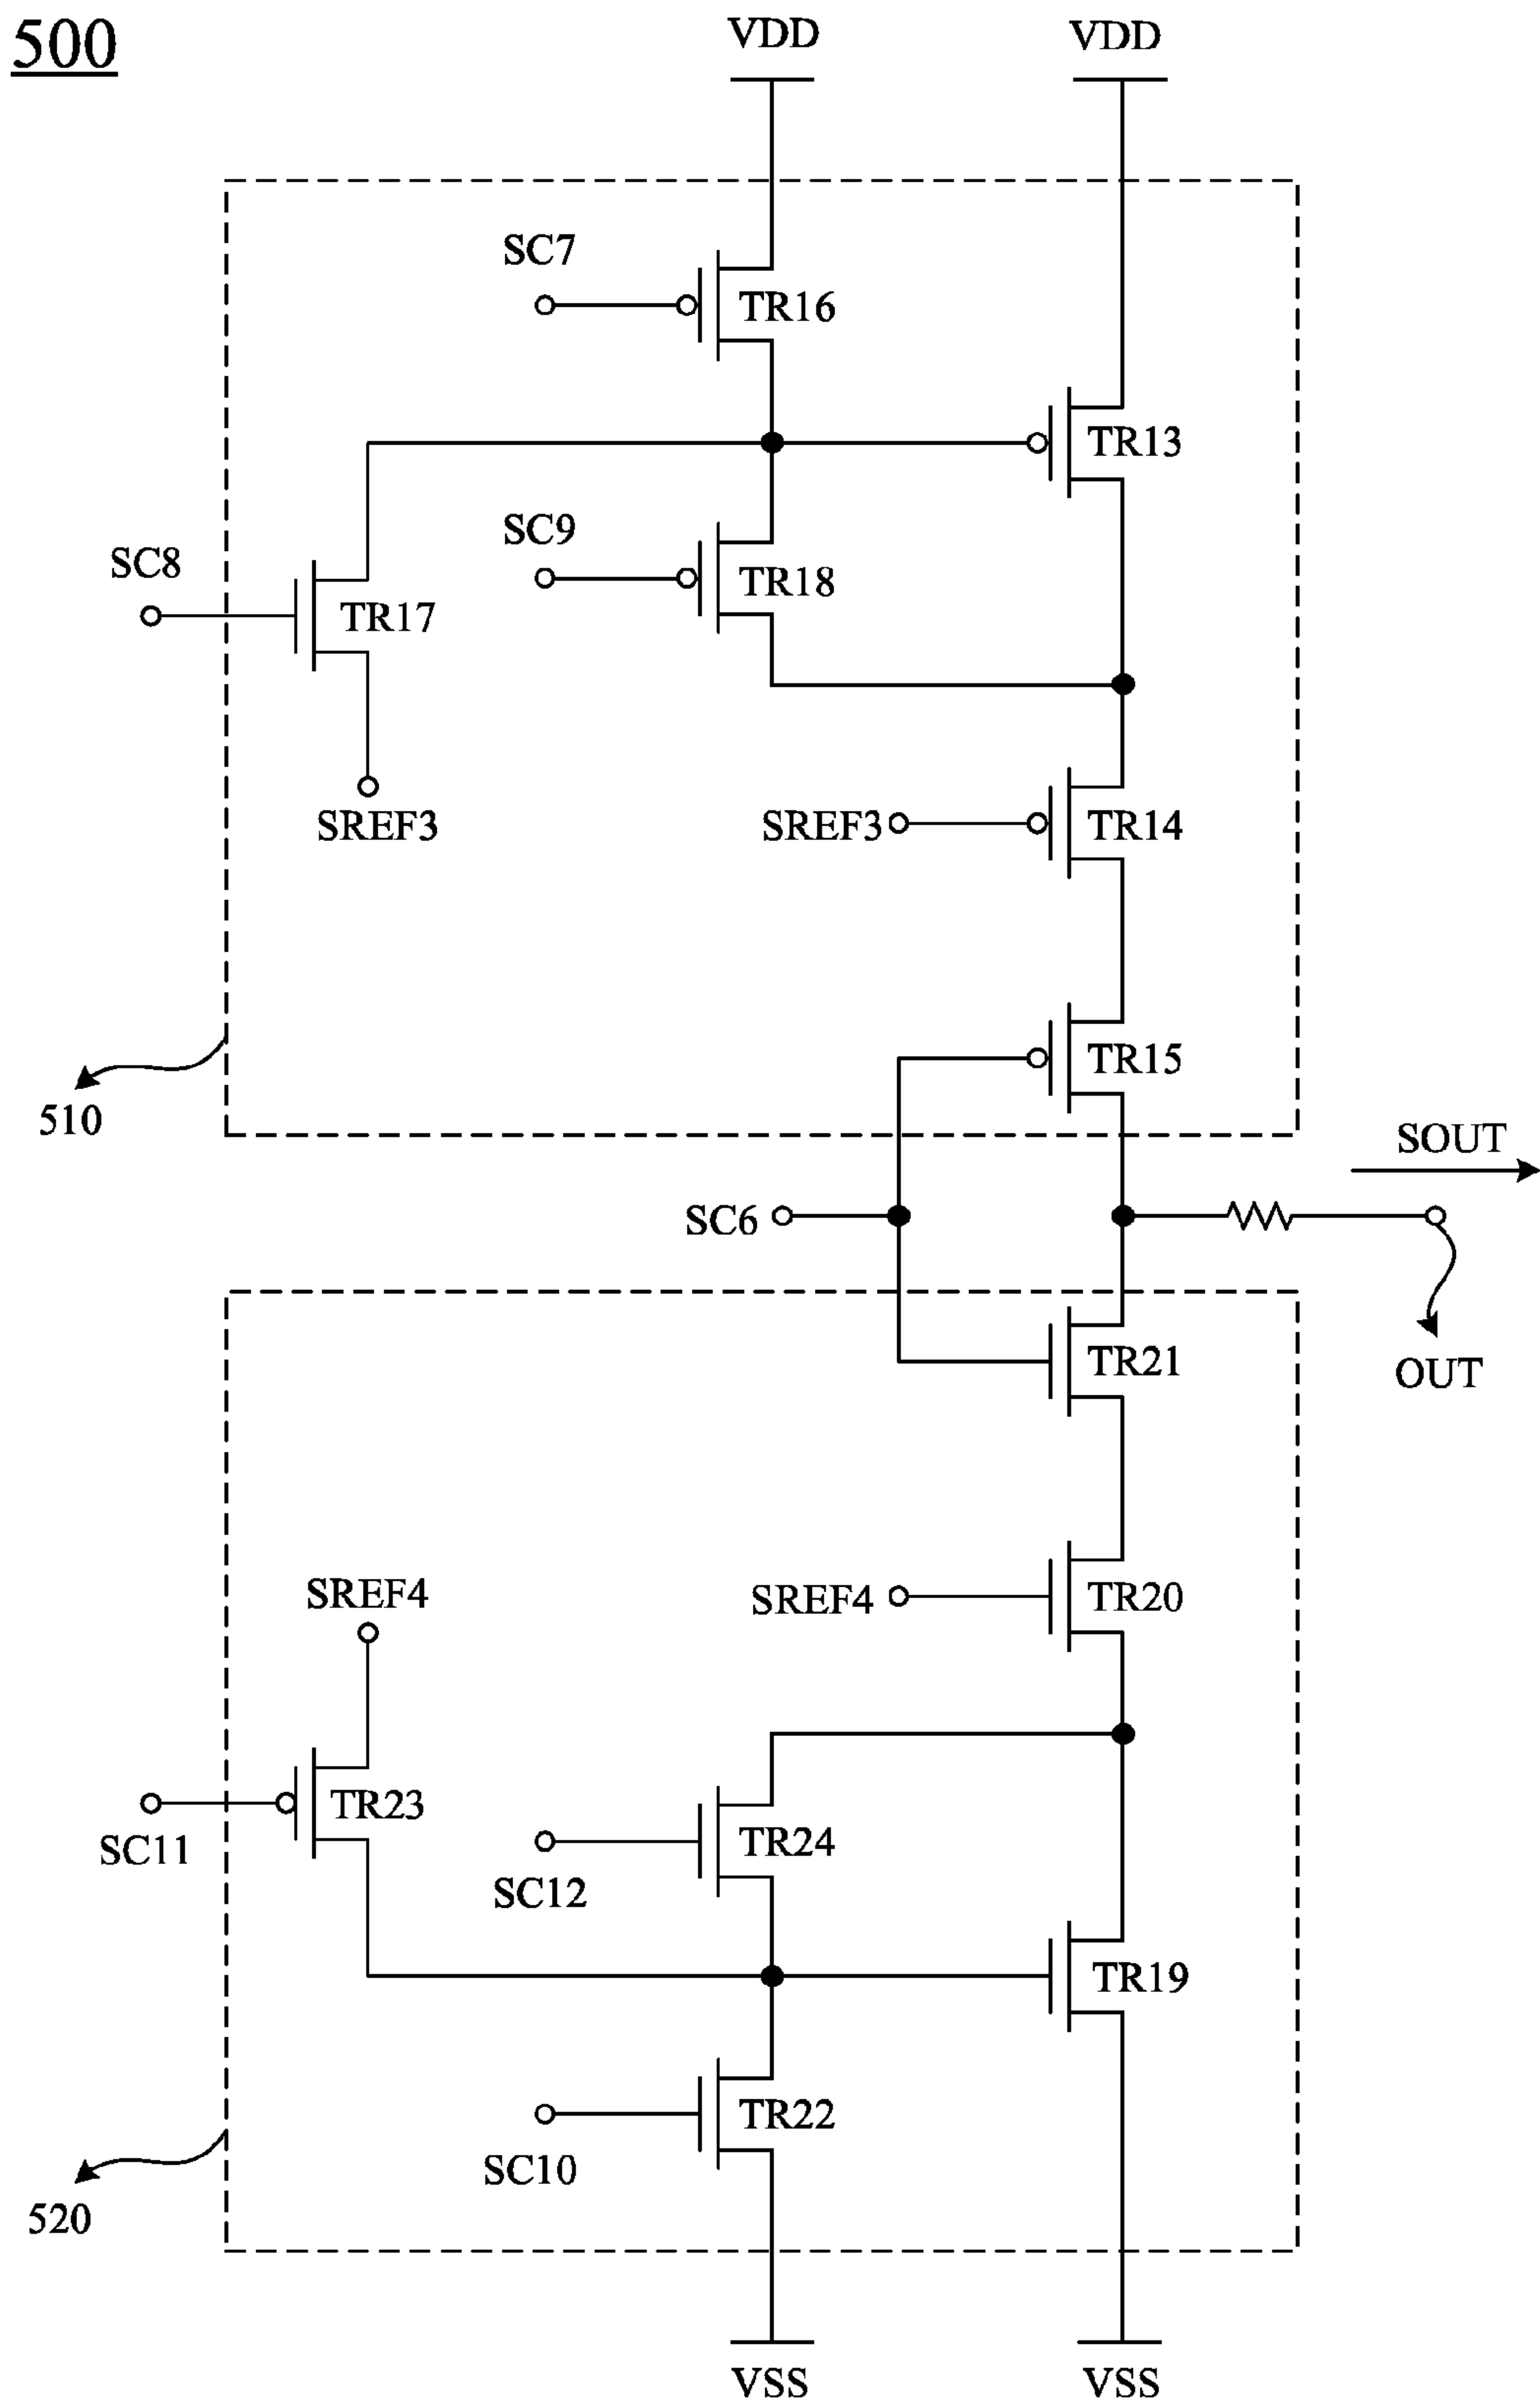 500
VDD
VDD
SC7
TR16
TR13
SC9
SC8
TR18
TR17
SREF3
SREF3
TR14
TR15
510
SOUT
SC6
TR21
OUT
SREF4
SREF4
TR20
TR23
TR24
SC11
SC12
TR19
TR22
SC10
520
VSS
VSS